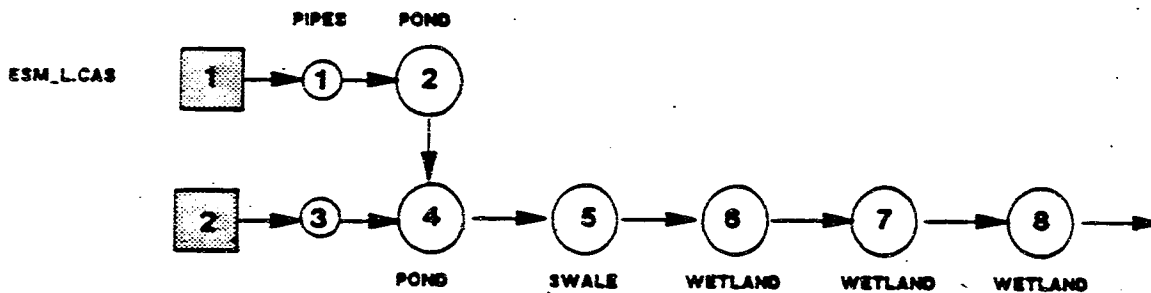 PIPES POND
ESM_L.CAS 1 1 2
2 3 4 5 6 7 8
POND SWALE WETLAND WETLAND WETLAND